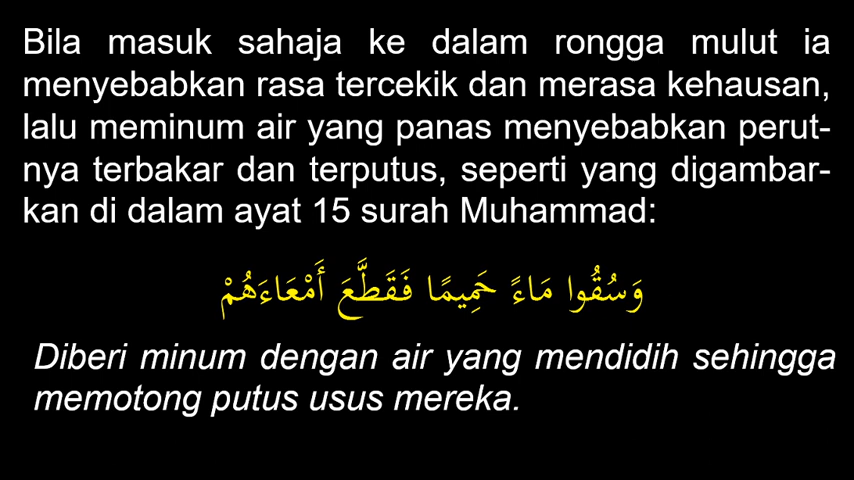 Bila masuk sahaja ke dalam rongga mulut ia
menyebabkan rasa tercekik dan merasa kehausan,
lalu meminum air yang panas menyebabkan perut-
nya terbakar dan terputus, seperti yang digambar-
kan di dalam ayat 15 surah Muhammad:
وَسُقُوا مَاءً حَمِيمًا فَقَطَّعَ أَمْعَاءَهُمْ
Diberi minum dengan air yang mendidih sehingga
memotong putus usus mereka.